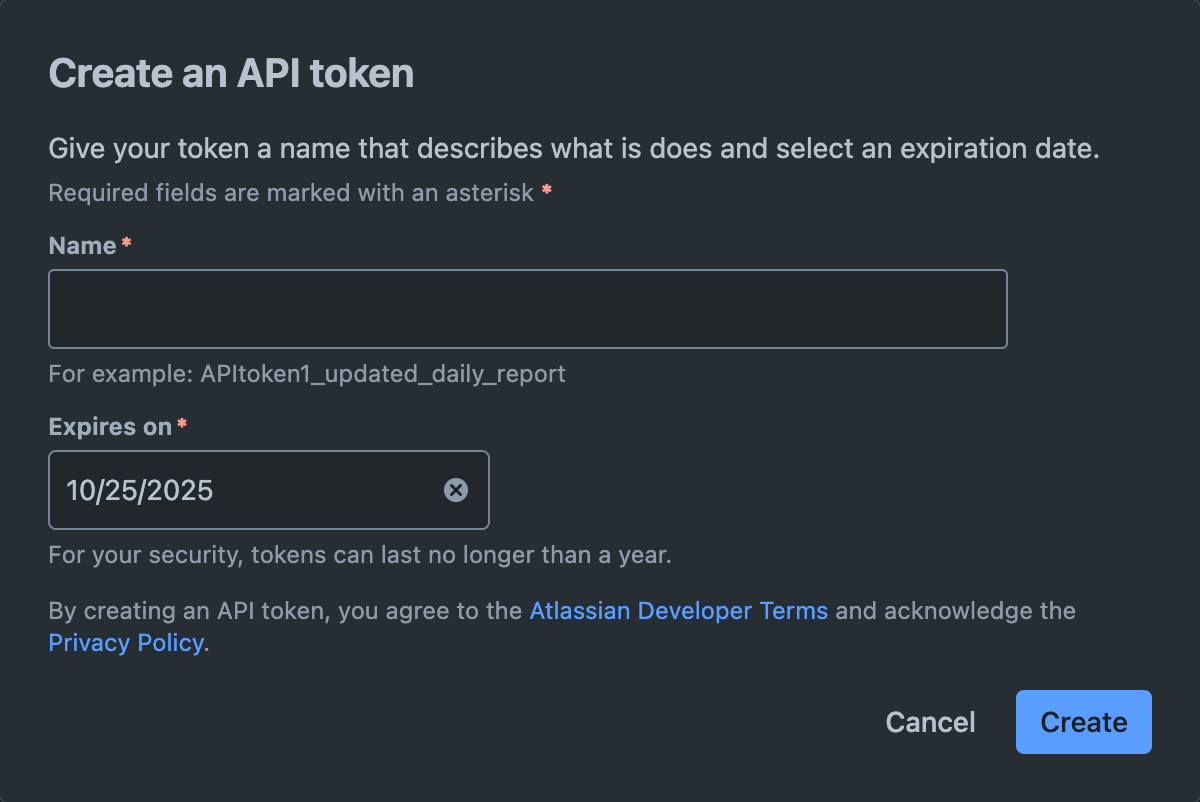 Create an API token
Give your token a name that describes what is does and select an expiration date.
Required fields are marked with an asterisk *
Name *
For example: APItoken1_updated_daily_report
Expires on *
10/25/2025
For your security, tokens can last no longer than a year.
By creating an API token, you agree to the Atlassian Developer Terms and acknowledge the
Privacy Policy.
Cancel Create